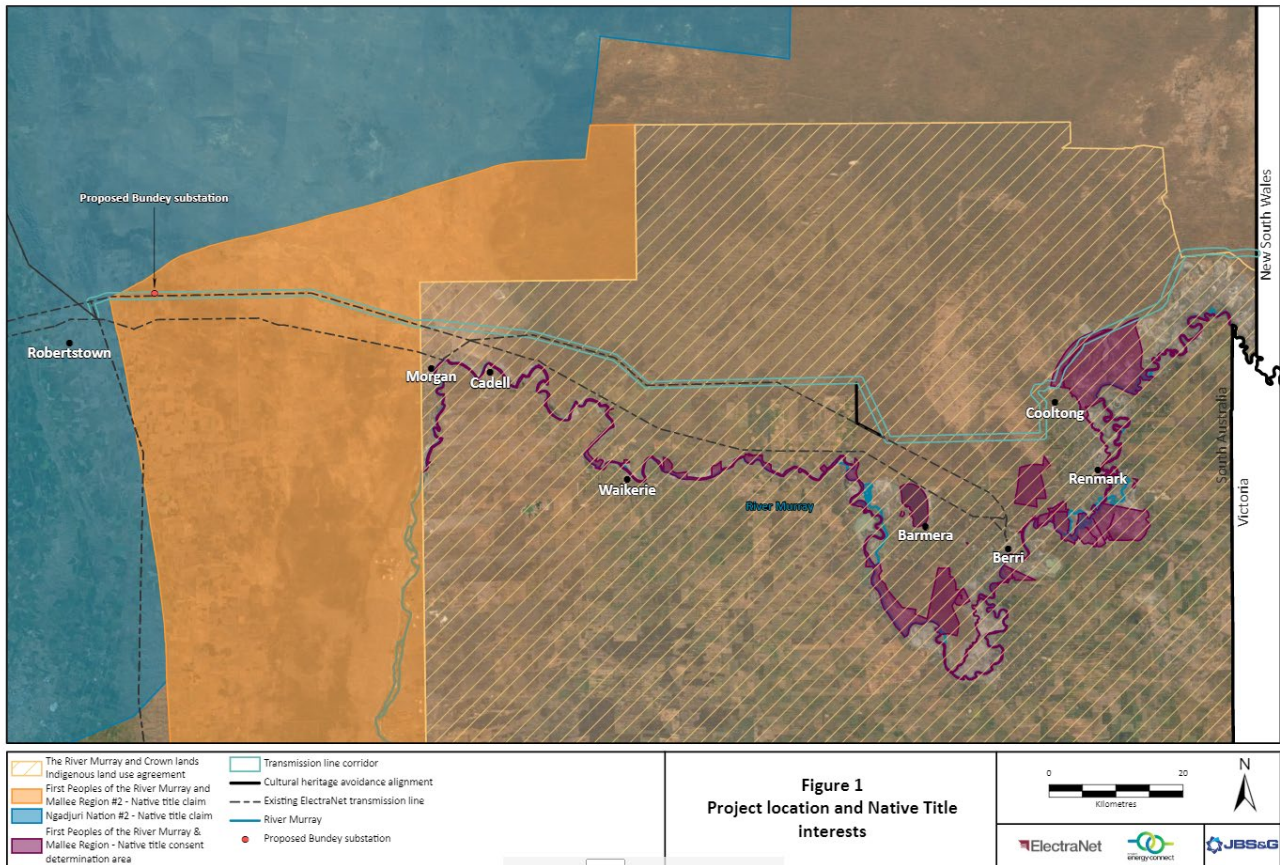 New South Wales
Proposed Bundey substation
Robertstown
Morgan
Cadell
Cooltong
South Australia
Victoria
Renmark
Waikerie
River Murray
Barmera
Berri
The River Murray and Crown lands
Indigenous land use agreement
First Peoples of the River Murray and
Mallee Region #2 - Native title claim
Ngadjuri Nation #2 - Native title claim
First Peoples of the River Murray &
Mallee Region - Native title consent
determination area
Transmission line corridor
Cultural heritage avoidance alignment
Existing ElectraNet transmission line
River Murray
Proposed Bundey substation
Figure 1
Project location and Native Title
interests
0 20
Kilometres
N
ElectraNet
energy connect
JBS&G